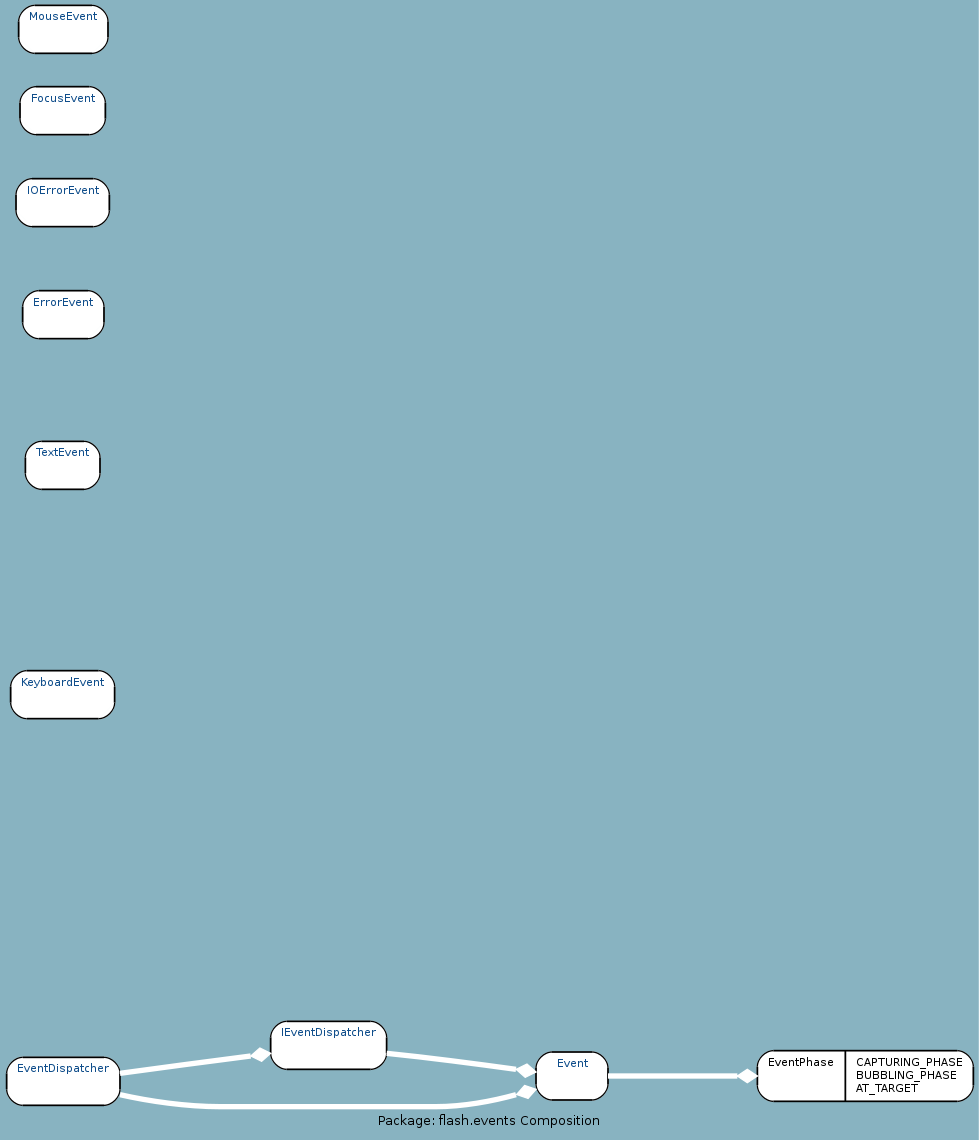 MouseEvent
FocusEvent
IOErrorEvent
ErrorEvent
TextEvent
KeyboardEvent
IEventDispatcher
EventDispatcher
Event
EventPhase
CAPTURING_PHASE
BUBBLING_PHASE
AT_TARGET
Package: flash.events Composition